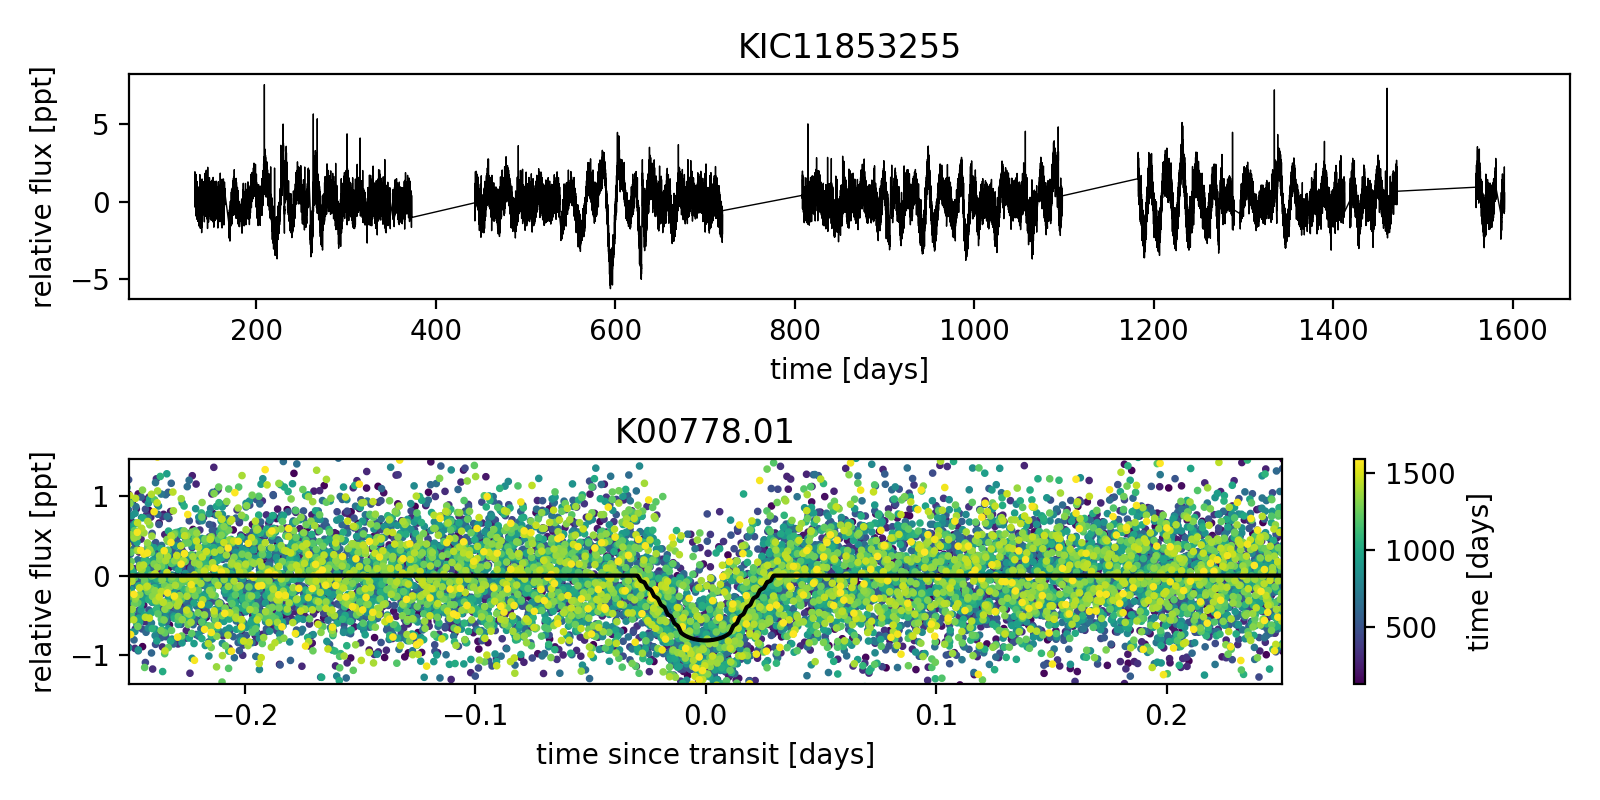 KIC11853255
relative flux [ppt]
5
0
−5
200 400 600 800 1000 1200 1400 1600
time [days]
K00778.01
relative flux [ppt]
1
0
−1
−0.2 −0.1 0.0 0.1 0.2
time since transit [days]
1500
1000
500
time [days]